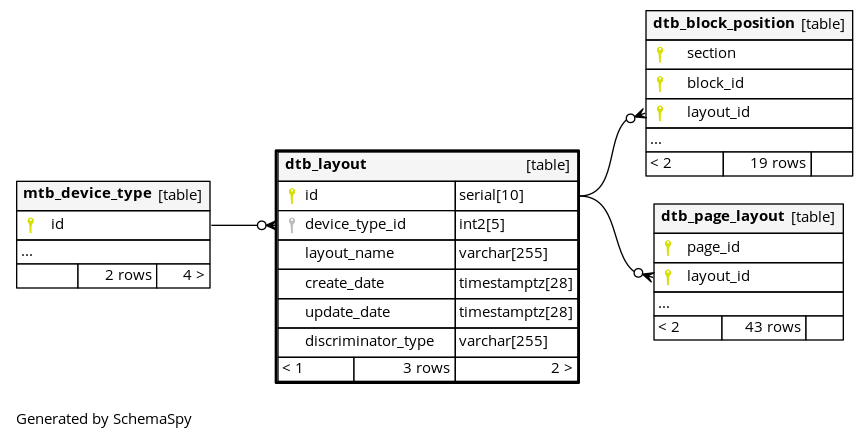 mtb_device_type [table]
id
...
2 rows 4 >
dtb_layout [table]
id serial[10]
device_type_id int2[5]
layout_name varchar[255]
create_date timestamptz[28]
update_date timestamptz[28]
discriminator_type varchar[255]
< 1 3 rows 2 >
dtb_block_position [table]
section
block_id
layout_id
...
< 2 19 rows
dtb_page_layout [table]
page_id
layout_id
...
< 2 43 rows
Generated by SchemaSpy